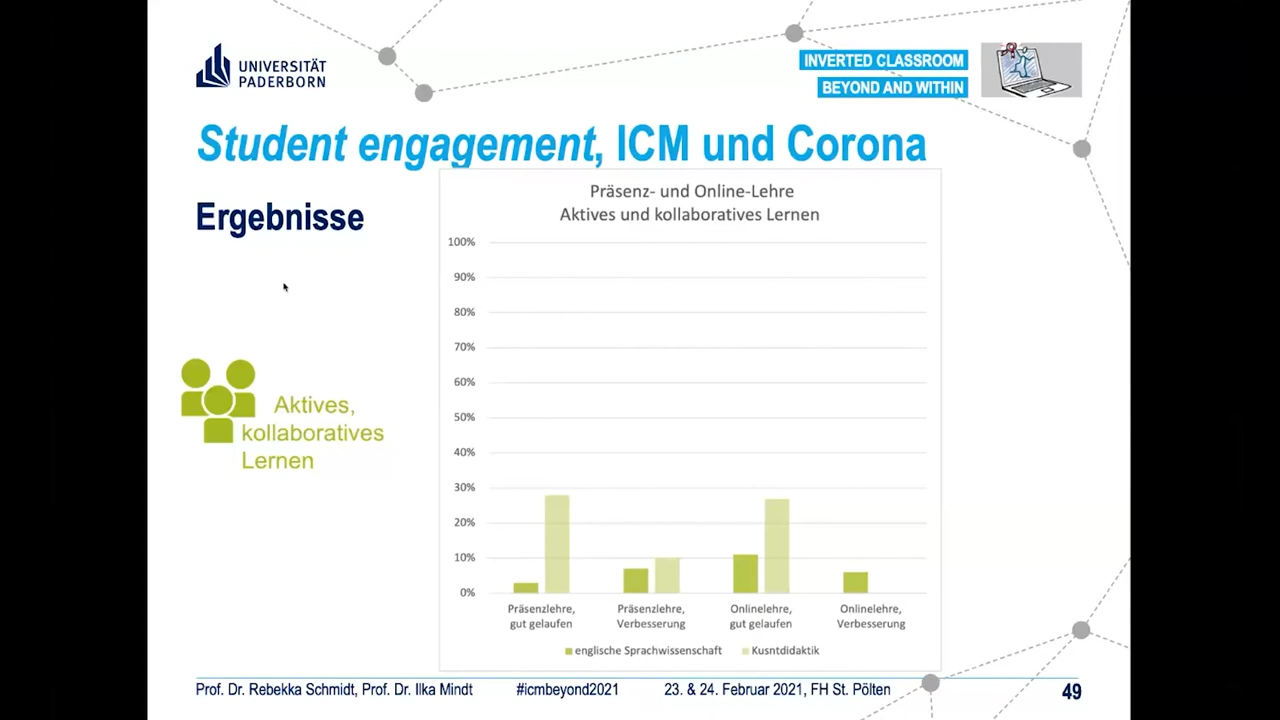 UNIVERSITÄT
PADERBORN
INVERTED CLASSROOM
BEYOND AND WITHIN
Student engagement, ICM und Corona
Ergebnisse
Aktives,
kollaboratives
Lernen
Präsenz- und Online-Lehre
Aktives und kollaboratives Lernen
100%
90%
80%
70%
60%
50%
40%
30%
20%
10%
0%
Präsenzlehre,
gut gelaufen
Präsenzlehre,
Verbesserung
Onlinelehre,
gut gelaufen
Onlinelehre,
Verbesserung
englische Sprachwissenschaft
Kusntdidaktik
Prof. Dr. Rebekka Schmidt, Prof. Dr. Ilka Mindt #icmbeyond2021 23. & 24. Februar 2021, FH St. Pölten 49